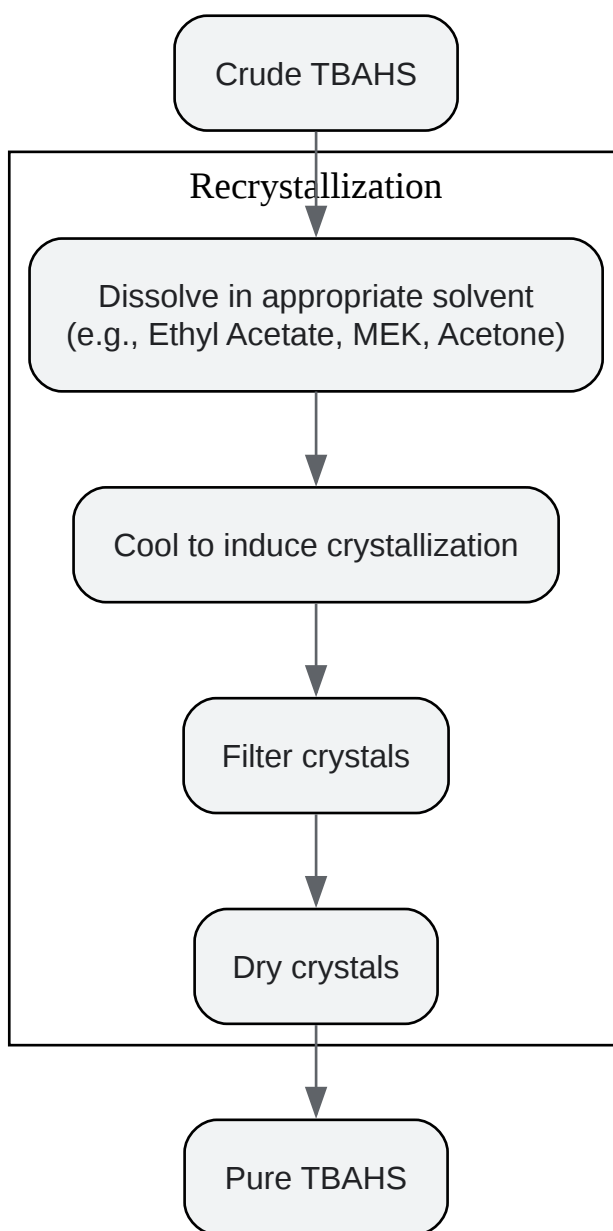 Crude TBAHS
Recrystallization
Dissolve in appropriate solvent
(e.g., Ethyl Acetate, MEK, Acetone)
Cool to induce crystallization
Filter crystals
Dry crystals
Pure TBAHS